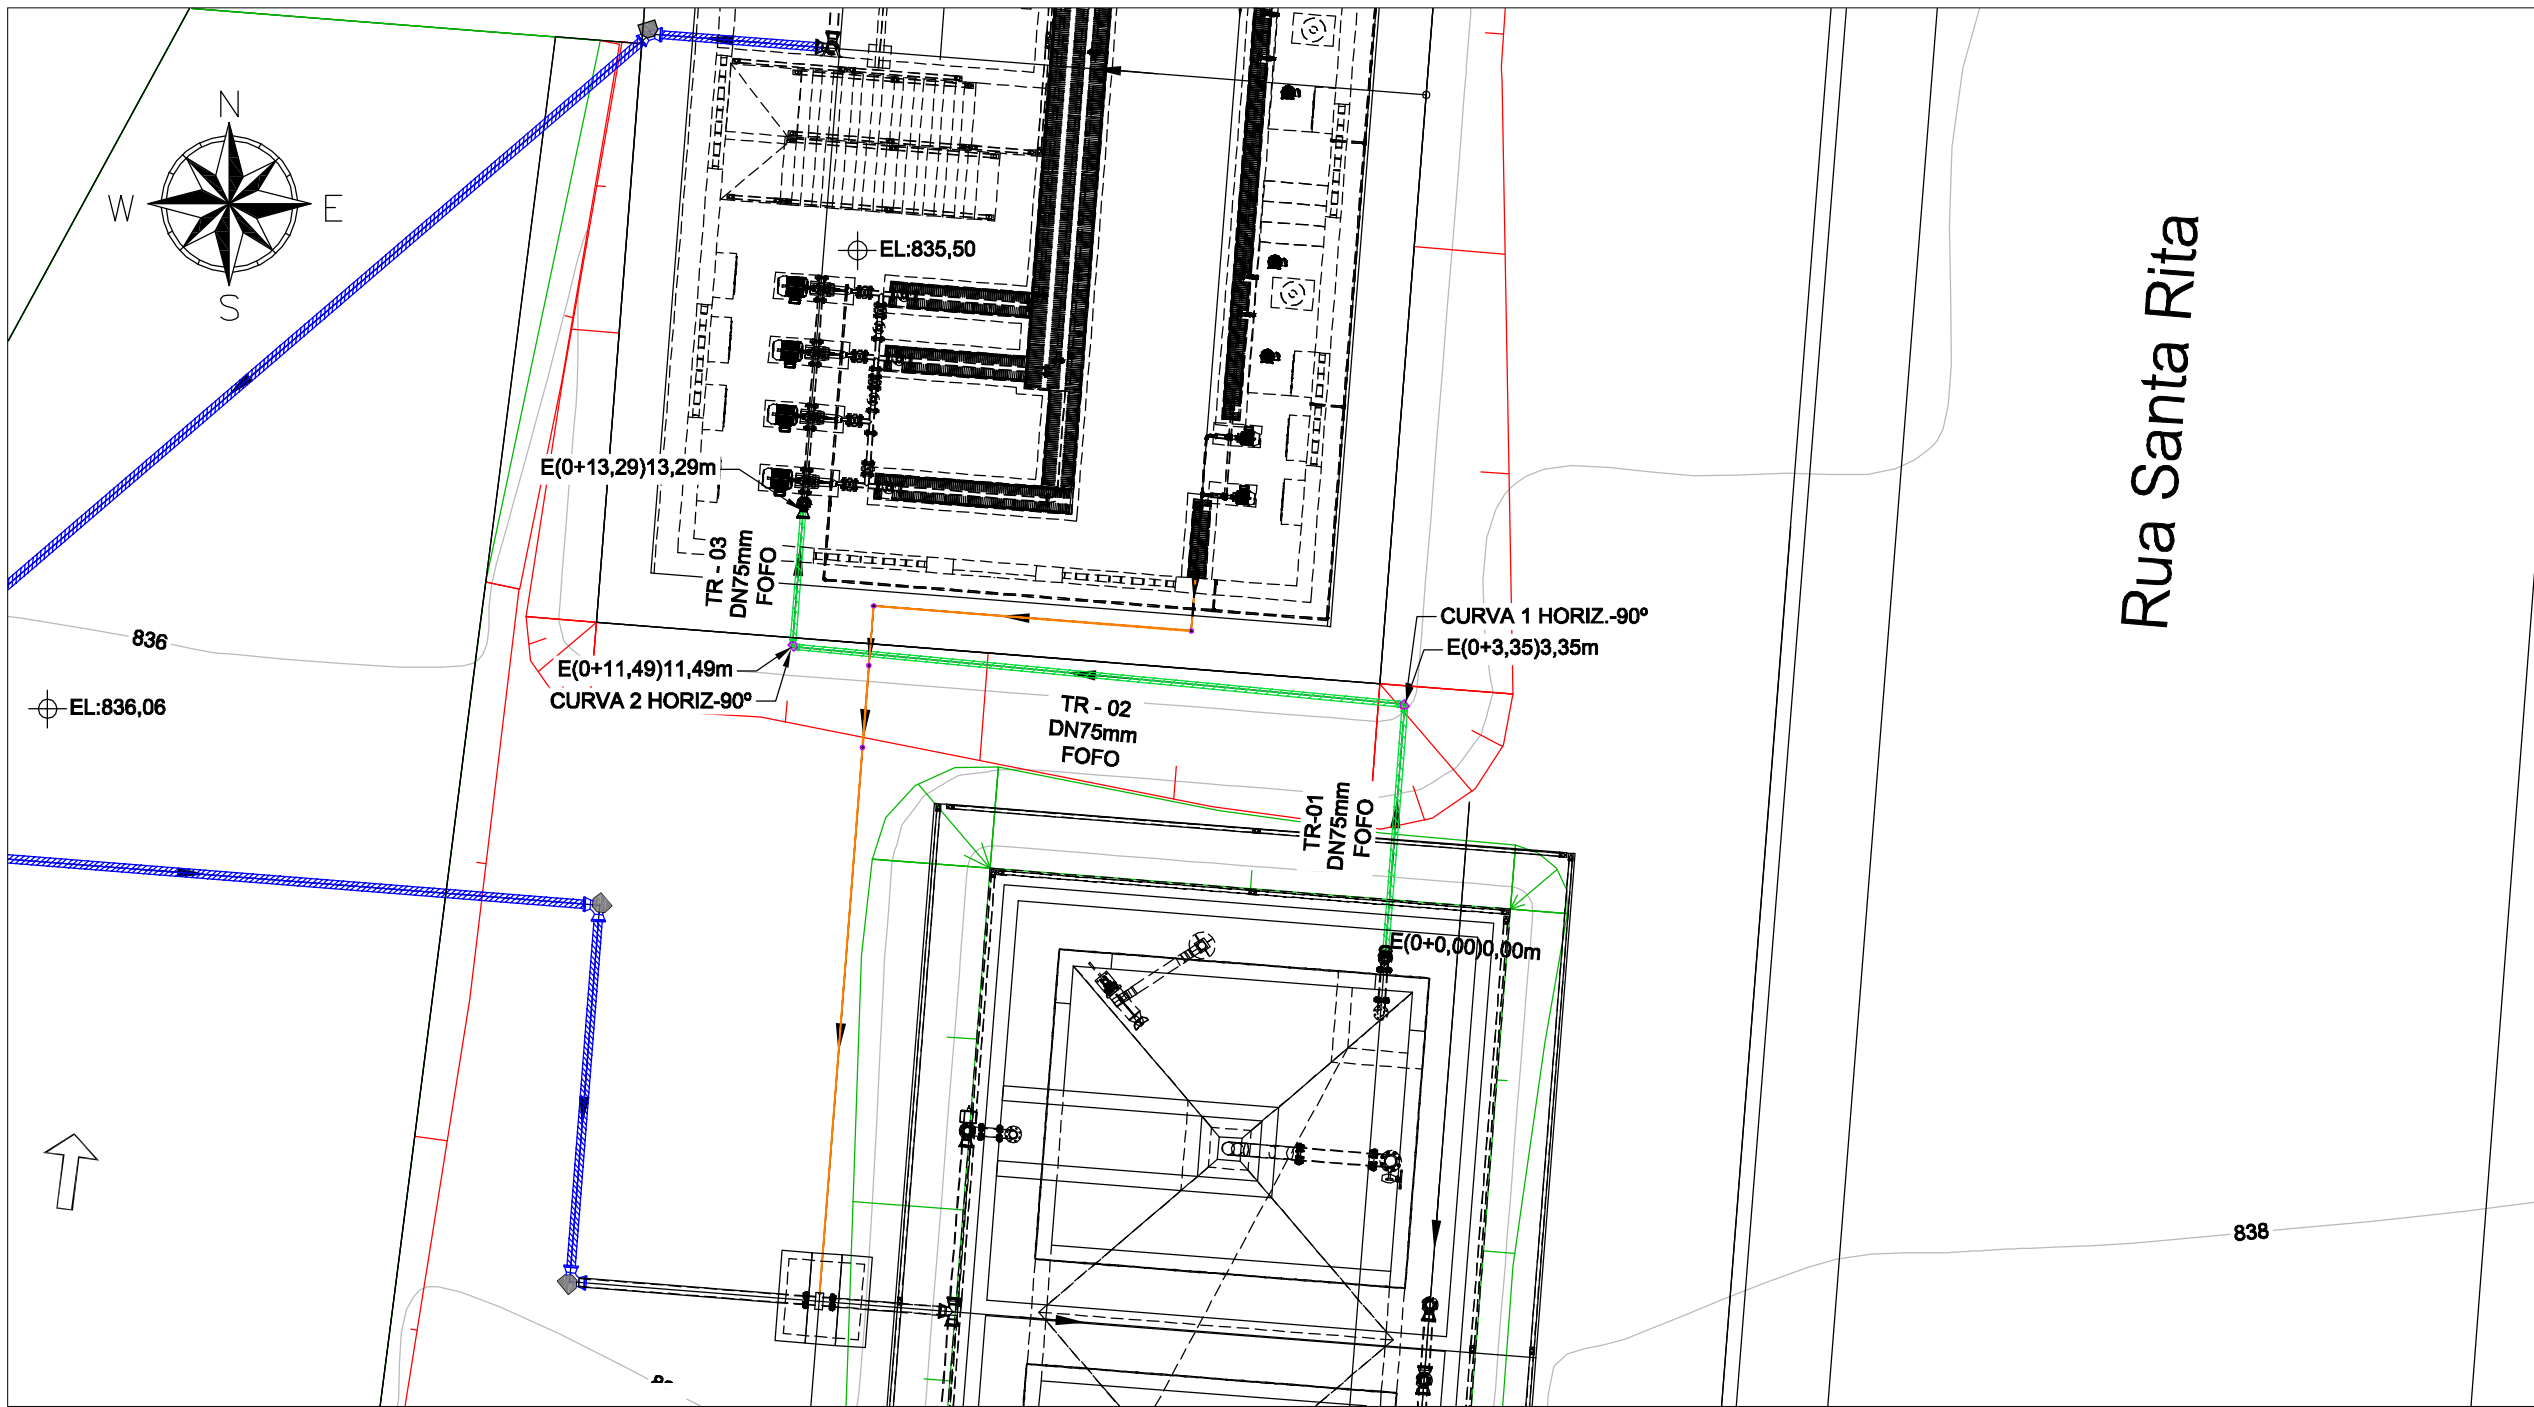 N
W
E
S
EL:835,50
Rua Santa Rita
E(0+13,29)13,29m
TR - 03
DN75mm
FOFO
CURVA 1 HORIZ.-90º
E(0+3,35)3,35m
836
E(0+11,49)11,49m
CURVA 2 HORIZ-90º
EL:836,06
TR - 02
DN75mm
FOFO
TR-01
DN75mm
FOFO
E(0+0,00)0,00m
838